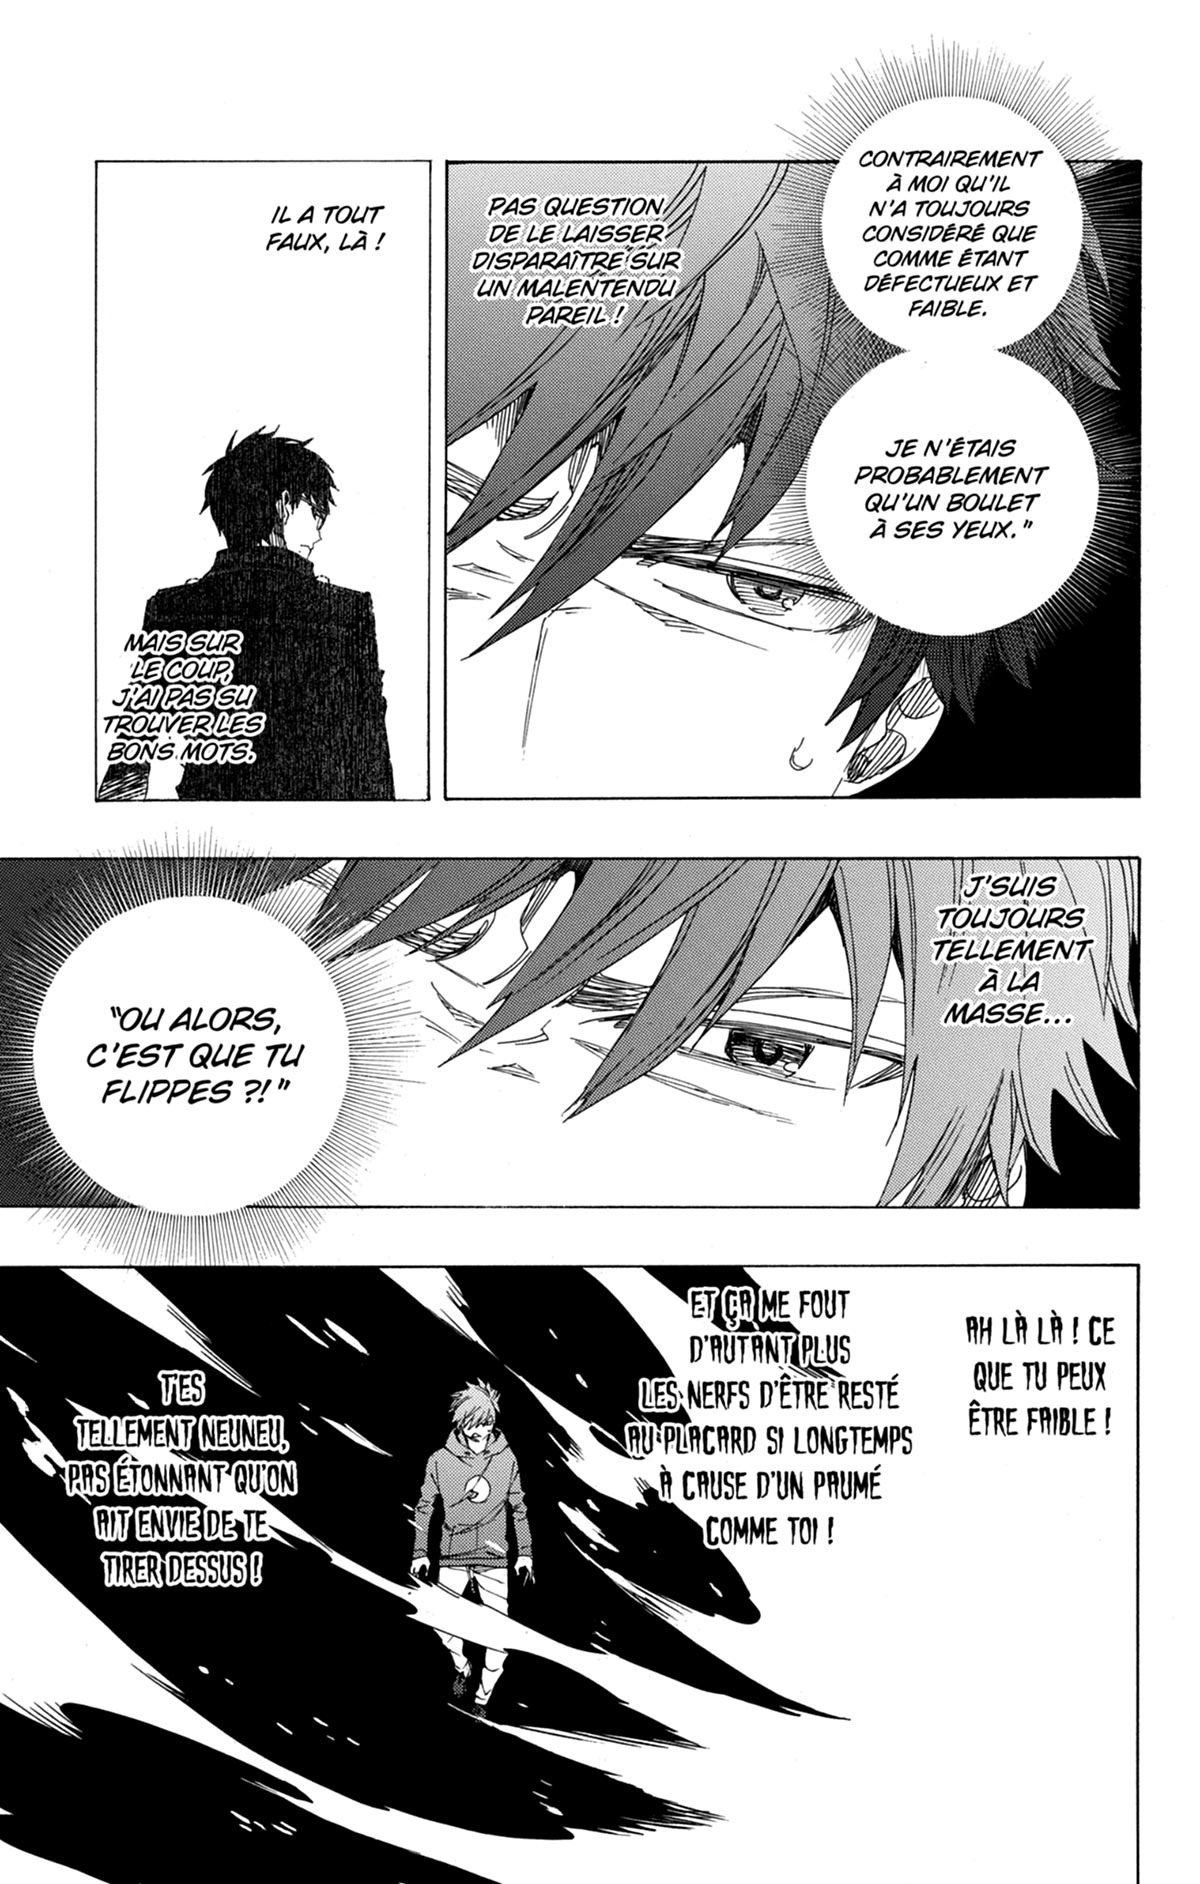 CONTRAIREMENT
À MOI QU'IL
N'A TOUJOURS
CONSIDÉRÉ QUE
COMME ÉTANT
DÉFECTUEUX ET
FAIBLE.
JE N'ÉTAIS
PROBABLEMENT
QU'UN BOULET
À SES YEUX."
PAS QUESTION
DE LE LAISSER
DISPARAÎTRE SUR
UN MALENTENDU
PAREIL !
IL A TOUT
FAUX, LÀ !
MAIS SUR
LE COUP,
J'AI PAS SU
TROUVER LES
BONS MOTS.
J'SUIS
TOUJOURS
TELLEMENT
À LA
MASSE...
"OU ALORS,
C'EST QUE TU
FLIPPES ?!"
AH LÀ LÀ ! CE
QUE TU PEUX
ÊTRE FAIBLE !
ET ÇA ME FOUT
D'AUTANT PLUS
LES NERFS D'ÊTRE RESTÉ
AU PLACARD SI LONGTEMPS
À CAUSE D'UN PAUMÉ
COMME TOI !
T'ES
TELLEMENT NEUNEU,
PAS ÉTONNANT QU'ON
AIT ENVIE DE TE
TIRER DESSUS !